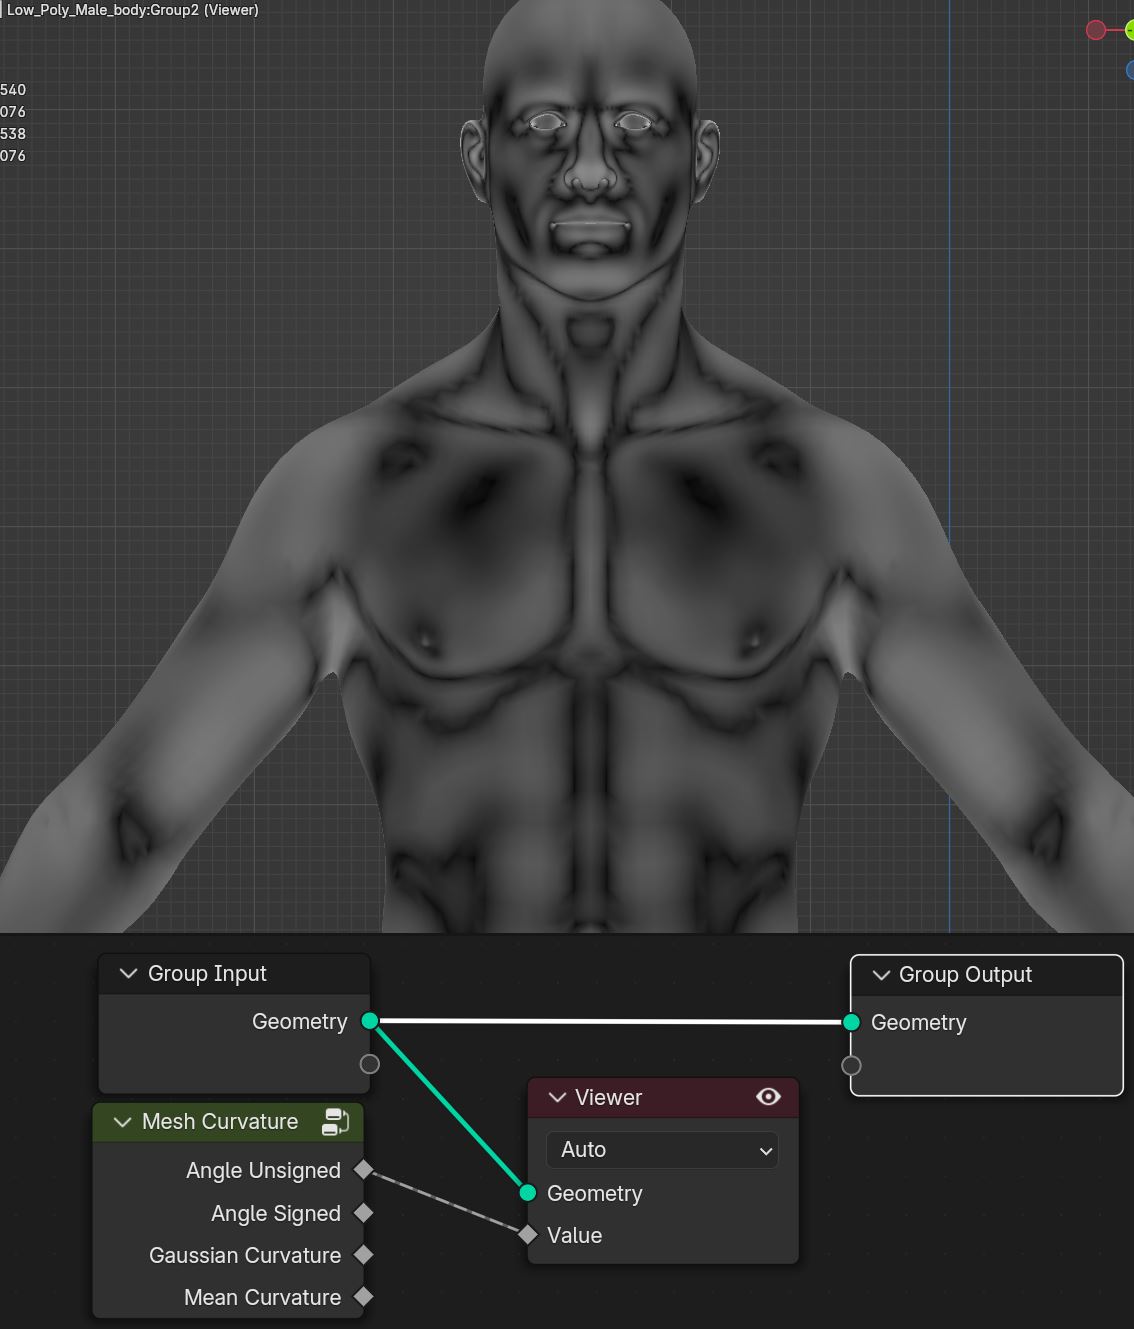 Low_Poly_Male_body:Group2 (Viewer)
540
076
538
076
Group Input
Geometry
Group Output
Geometry
Viewer
Auto
Geometry
Value
Mesh Curvature
Angle Unsigned
Angle Signed
Gaussian Curvature
Mean Curvature